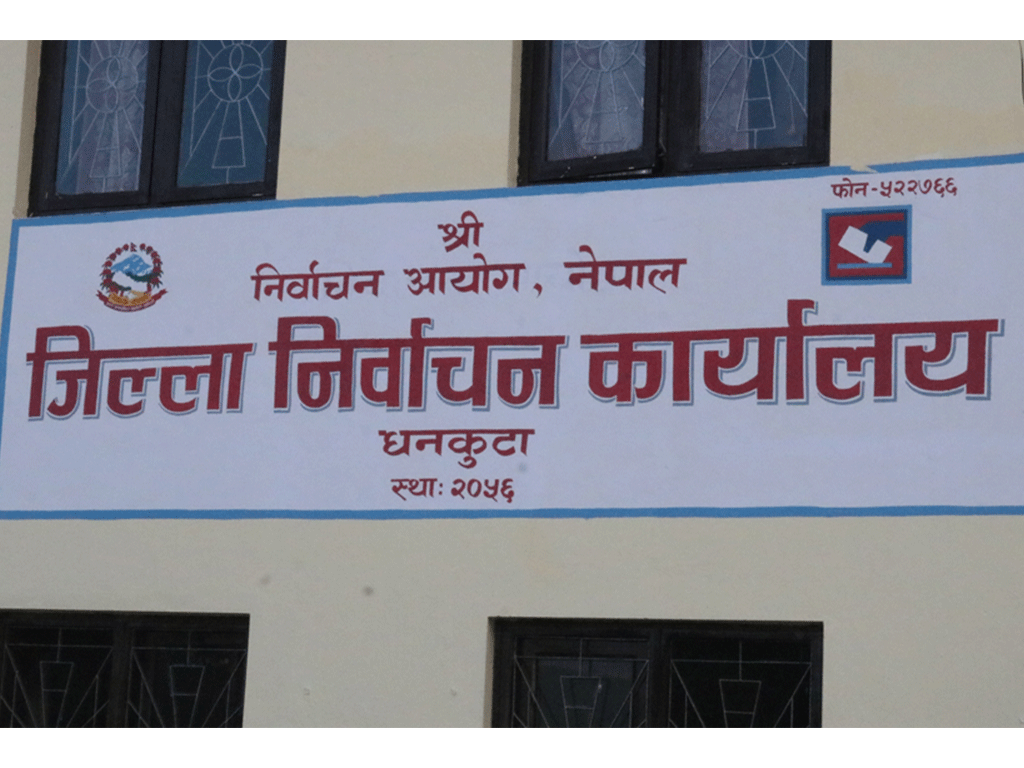 फोन-५२२७६६
श्री
निर्वाचन आयोग, नेपाल
जिल्ला निर्वाचन कार्यालय
धनकुटा
स्था: २०५६